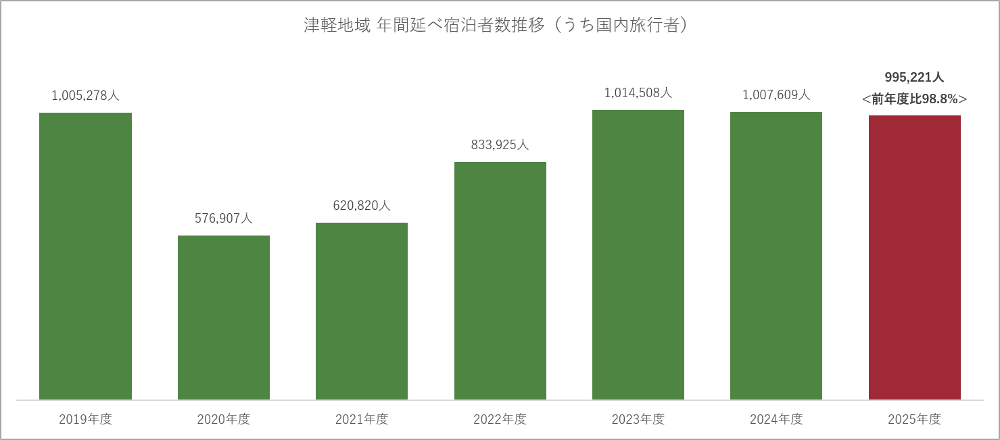 津軽地域 年間延べ宿泊者数推移（うち国内旅行者）
1,005,278人
576,907人
620,820人
833,925人
1,014,508人
1,007,609人
995,221人
<前年度比98.8%>
2019年度
2020年度
2021年度
2022年度
2023年度
2024年度
2025年度